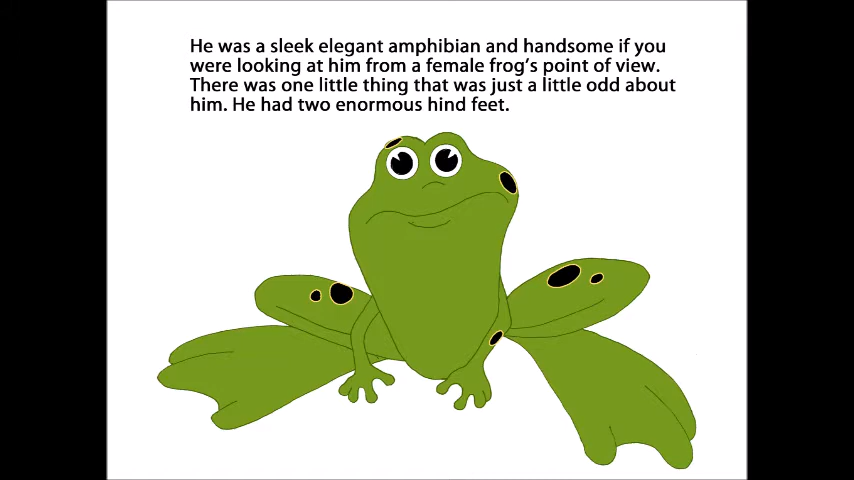 He was a sleek elegant amphibian and handsome if you
were looking at him from a female frog's point of view.
There was one little thing that was just a little odd about
him. He had two enormous hind feet.